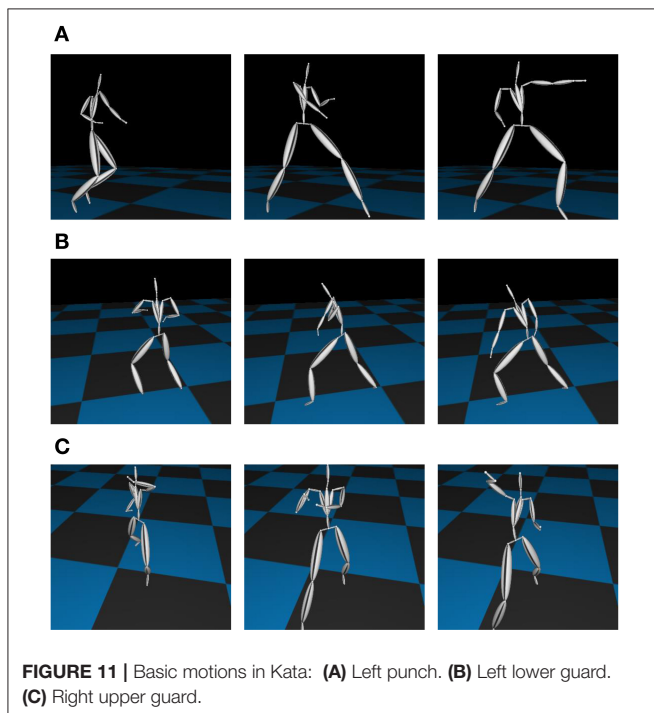 A
B
C
FIGURE 11 | Basic motions in Kata: (A) Left punch. (B) Left lower guard.
(C) Right upper guard.